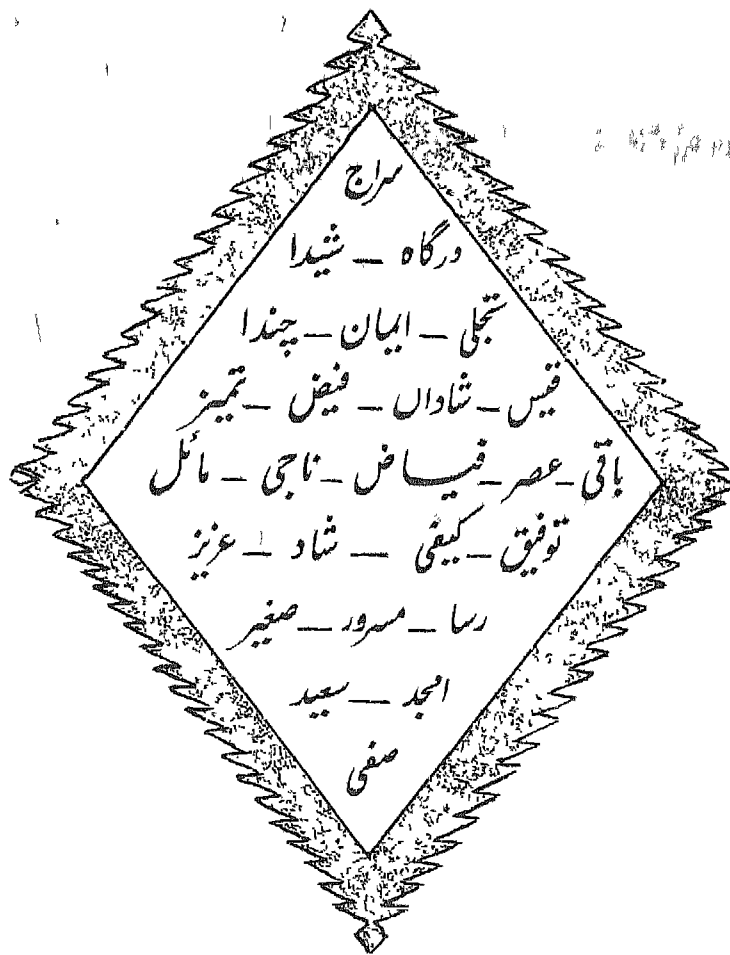 سراج
درگاه – شیدا
تجلی – ایمان – چندا
قیس – شاداں – فیض – تمیز
باقی – عصر – فیاض – ناجی – مائل
توفیق – کیفی – شاد – عزیز
رسا – مسرور – صغیر
امجد – سعید
صفی